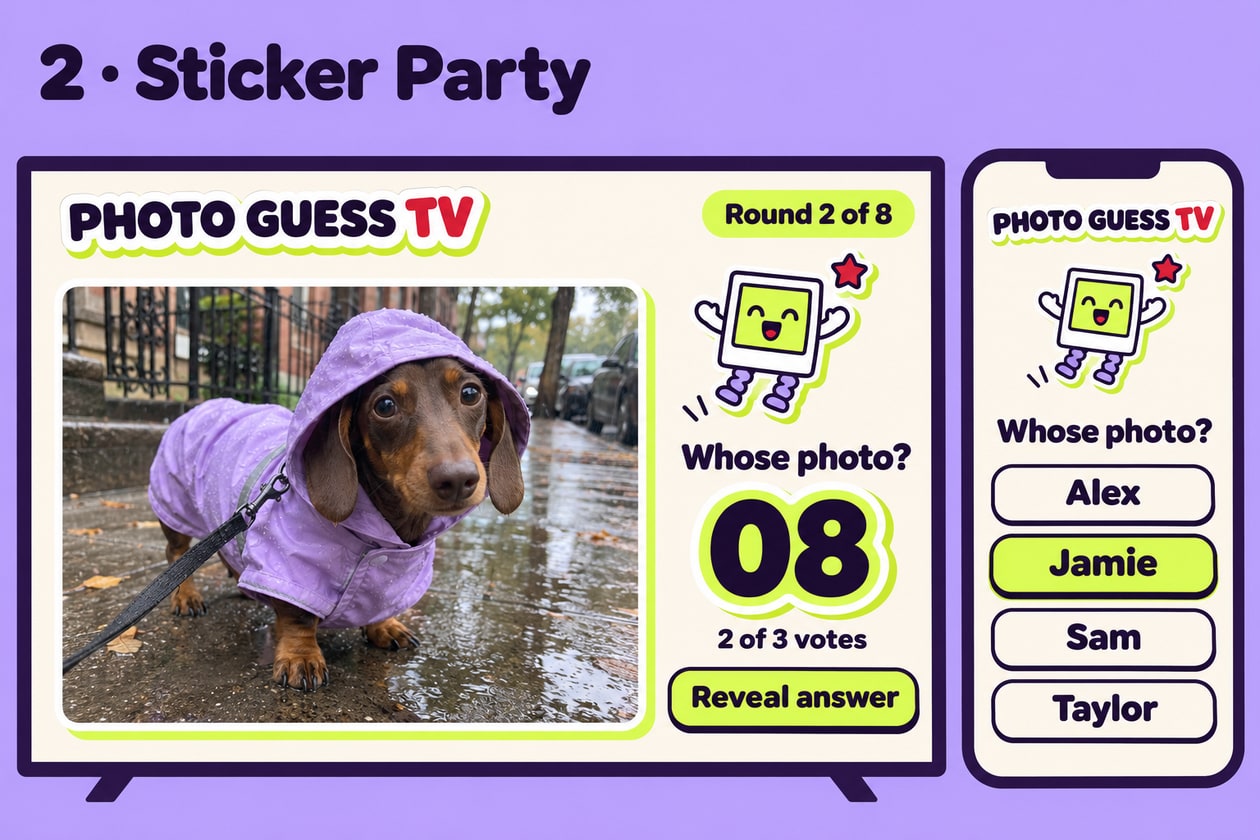 2 · Sticker Party
PHOTO GUESS TV
Round 2 of 8
Whose photo?
08
2 of 3 votes
Reveal answer
PHOTO GUESS TV
Whose photo?
Alex
Jamie
Sam
Taylor